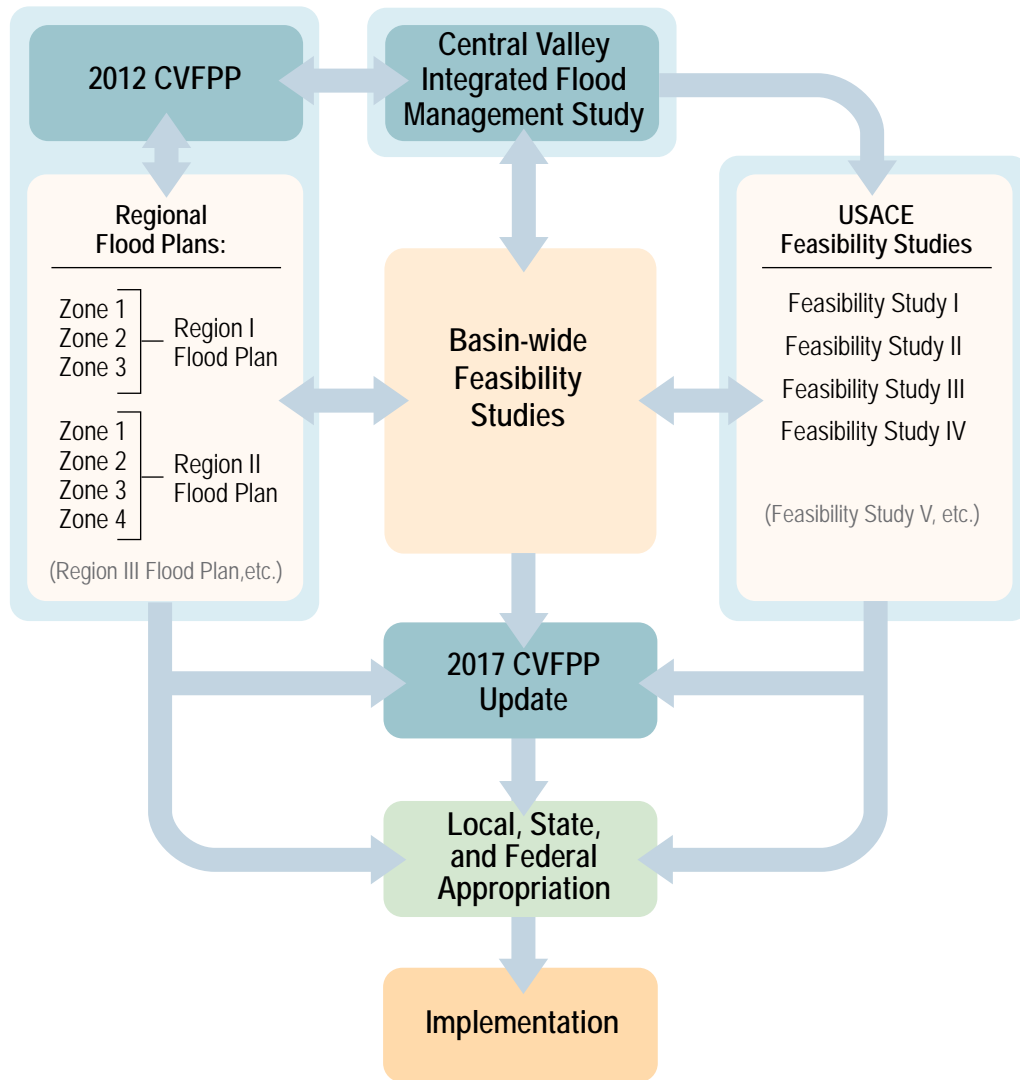 2012 CVFPP
Central Valley
Integrated Flood
Management Study
Regional
Flood Plans:
Zone 1
Zone 2
Zone 3
Region I
Flood Plan
Zone 1
Zone 2
Zone 3
Zone 4
Region II
Flood Plan
(Region III Flood Plan,etc.)
Basin-wide
Feasibility
Studies
USACE
Feasibility Studies
Feasibility Study I
Feasibility Study II
Feasibility Study III
Feasibility Study IV
(Feasibility Study V, etc.)
2017 CVFPP
Update
Local, State,
and Federal
Appropriation
Implementation